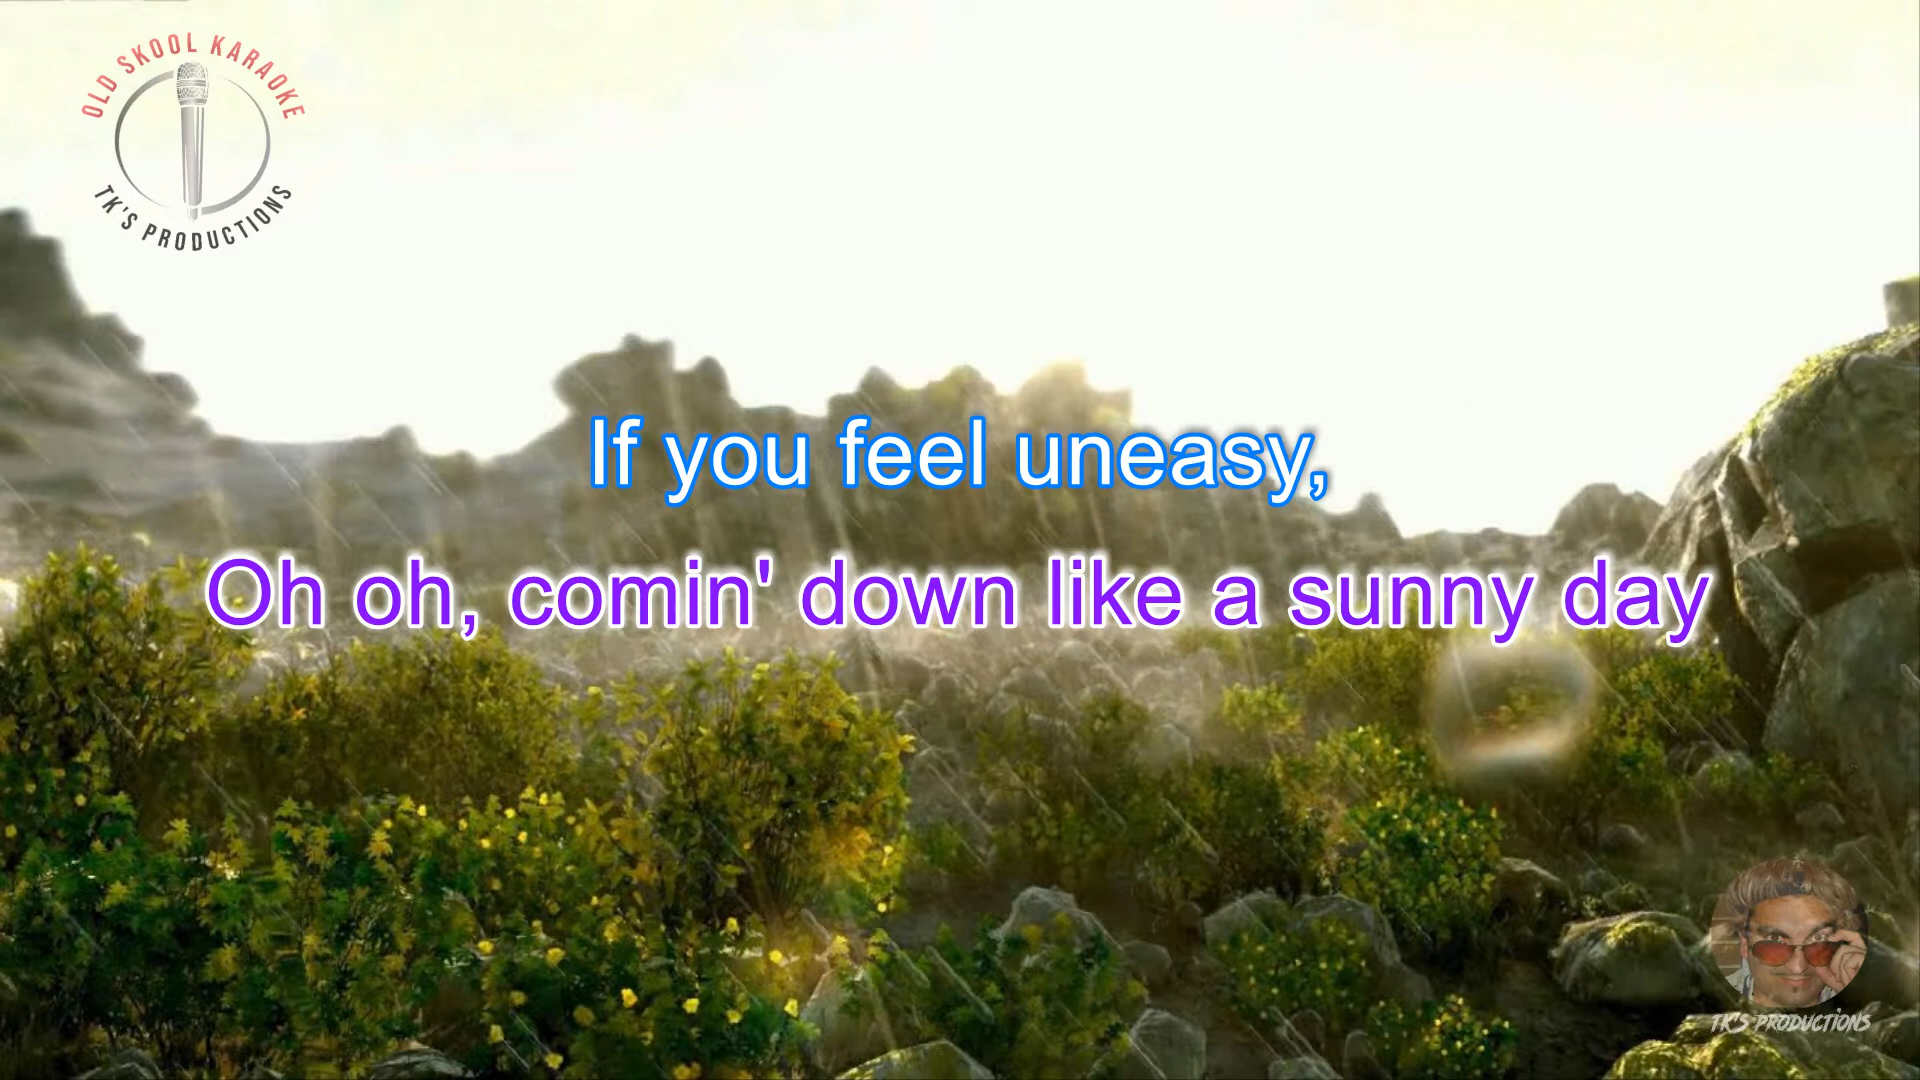 OLD SKOOL KARAOKE
TK'S PRODUCTIONS
If you feel uneasy,
Oh oh, comin' down like a sunny day
TK'S PRODUCTIONS